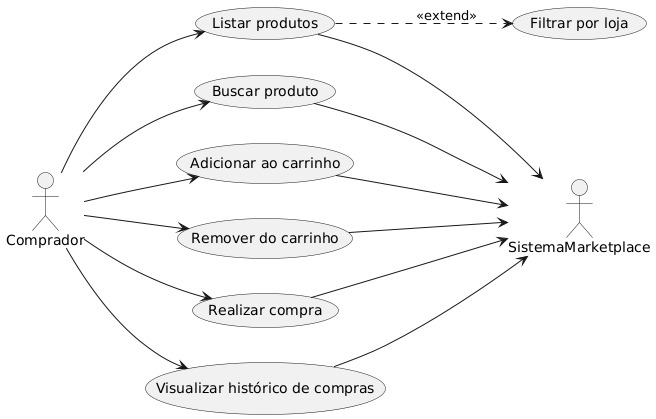 Listar produtos
«extend»
Filtrar por loja
Buscar produto
Adicionar ao carrinho
Comprador
Remover do carrinho
SistemaMarketplace
Realizar compra
Visualizar histórico de compras